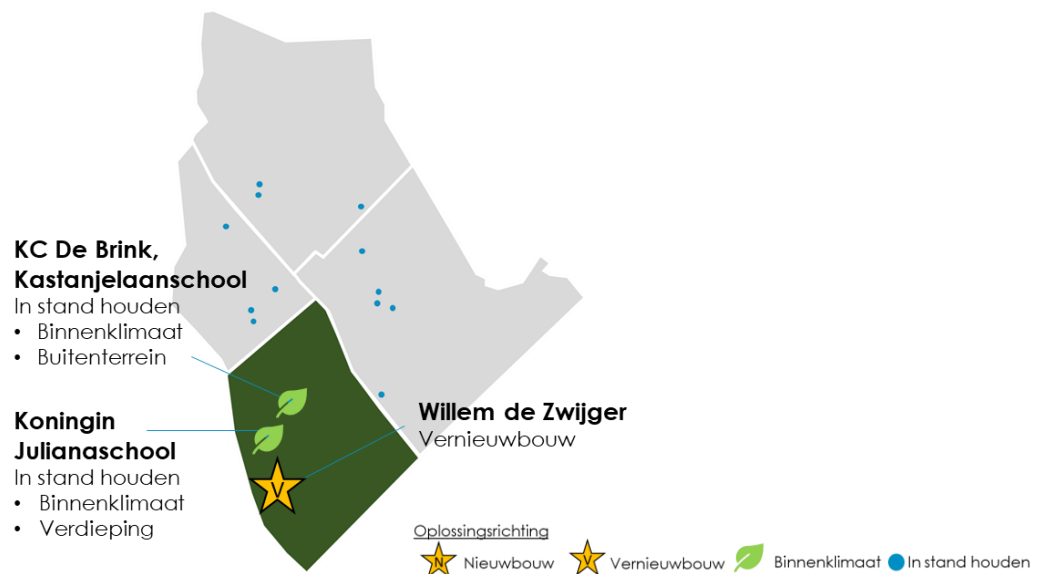 KC De Brink,
Kastanjelaanschool
In stand houden
• Binnenklimaat
• Buitenterrein
Koningin
Julianaschool
In stand houden
• Binnenklimaat
• Verdieping
Willem de Zwijger
Vernieuwbouw
V
Oplossingsrichting
N Nieuwbouw V Vernieuwbouw Binnenklimaat In stand houden